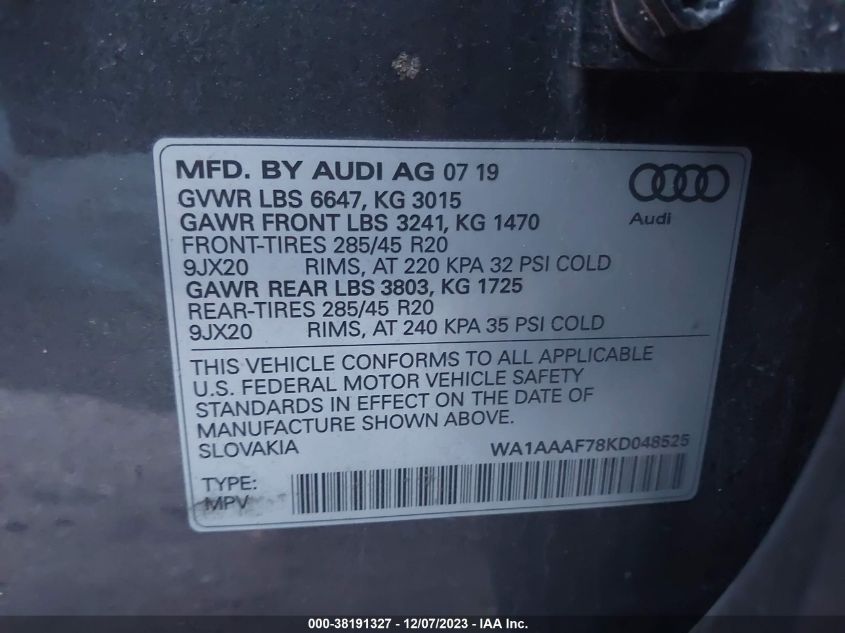 MFD. BY AUDI AG 07 19
GVWR LBS 6647, KG 3015
GAWR FRONT LBS 3241, KG 1470
FRONT-TIRES 285/45 R20
9JX20 RIMS, AT 220 KPA 32 PSI COLD
GAWR REAR LBS 3803, KG 1725
REAR-TIRES 285/45 R20
9JX20 RIMS, AT 240 KPA 35 PSI COLD
Audi
THIS VEHICLE CONFORMS TO ALL APPLICABLE
U.S. FEDERAL MOTOR VEHICLE SAFETY
STANDARDS IN EFFECT ON THE DATE OF
MANUFACTURE SHOWN ABOVE.
SLOVAKIA WA1AAAF78KD048525
TYPE:
MPV
000-38191327 - 12/07/2023 - IAA Inc.